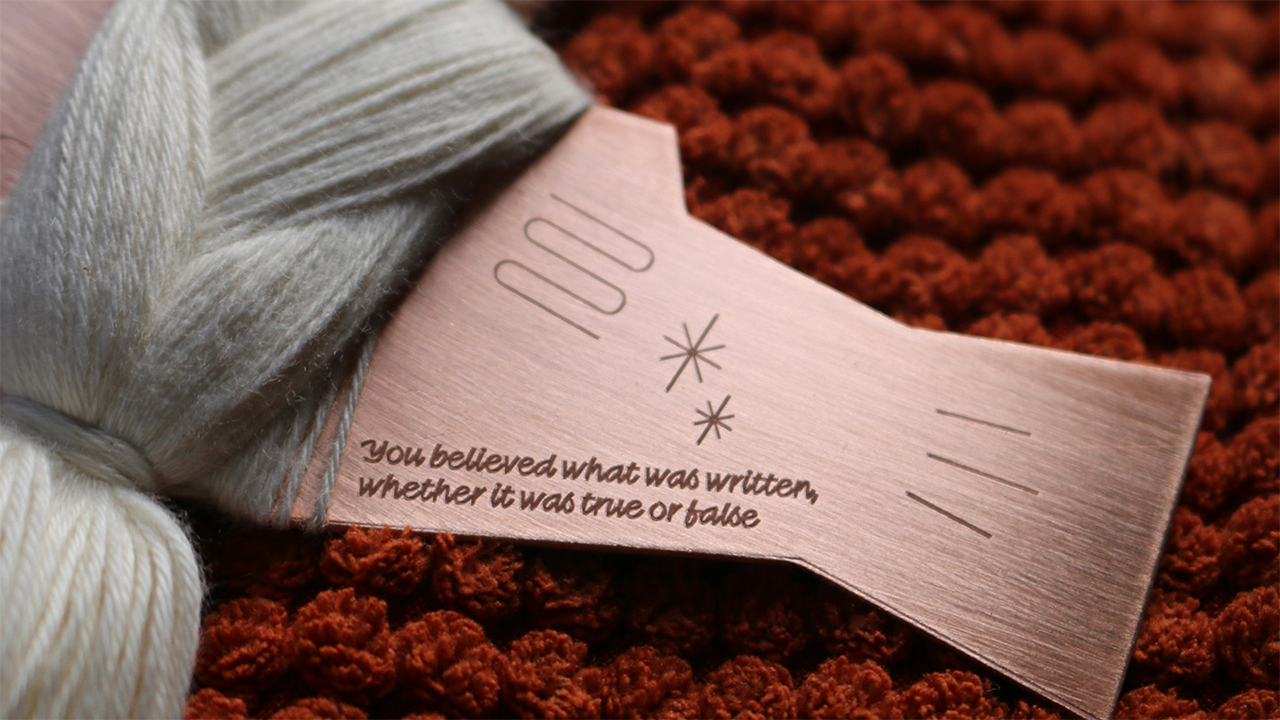 You believed what was written,
whether it was true or false